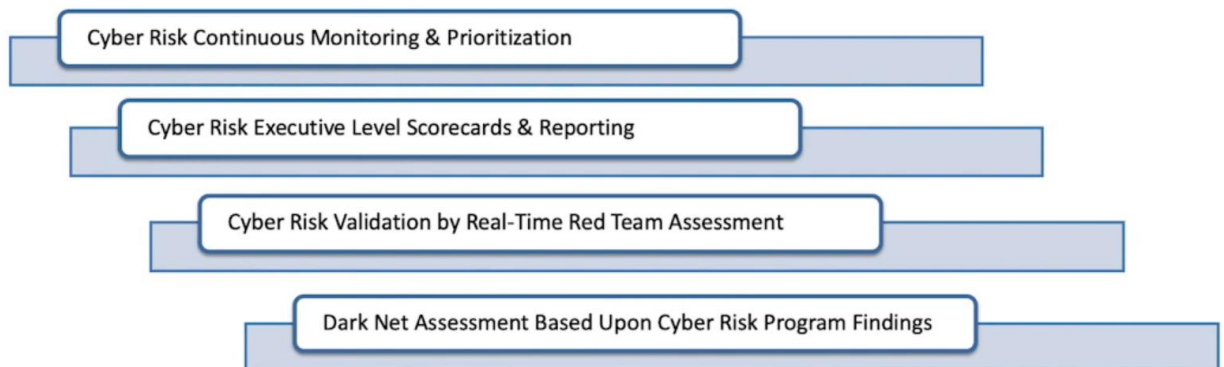 Cyber Risk Continuous Monitoring & Prioritization
Cyber Risk Executive Level Scorecards & Reporting
Cyber Risk Validation by Real-Time Red Team Assessment
Dark Net Assessment Based Upon Cyber Risk Program Findings